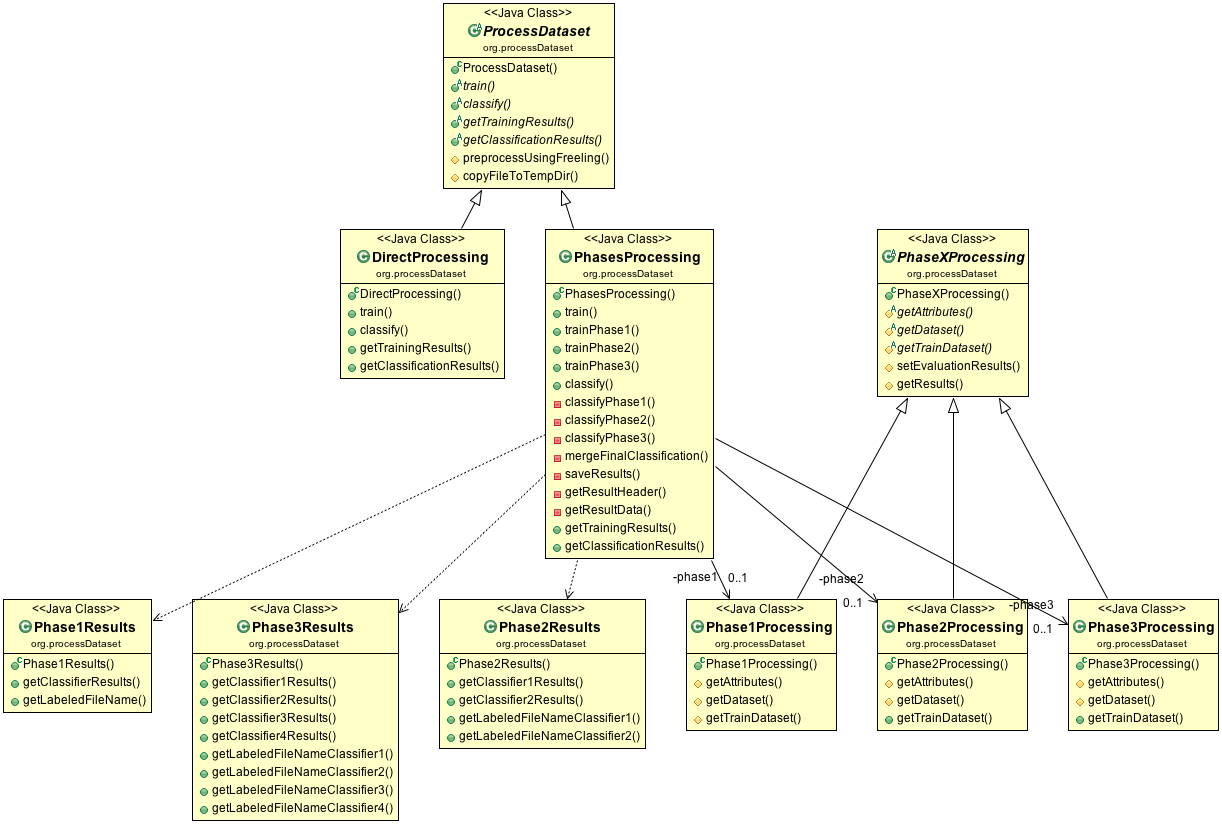 <<Java Class>>
ProcessDataset
org.processDataset
ProcessDataset()
train()
classify()
getTrainingResults()
getClassificationResults()
preprocessUsingFreeling()
copyFileToTempDir()
<<Java Class>>
DirectProcessing
org.processDataset
DirectProcessing()
train()
classify()
getTrainingResults()
getClassificationResults()
<<Java Class>>
PhasesProcessing
org.processDataset
PhasesProcessing()
train()
trainPhase1()
trainPhase2()
trainPhase3()
classify()
classifyPhase1()
classifyPhase2()
classifyPhase3()
mergeFinalClassification()
saveResults()
getResultHeader()
getResultData()
getTrainingResults()
getClassificationResults()
<<Java Class>>
PhaseXProcessing
org.processDataset
PhaseXProcessing()
getAttributes()
getDataset()
getTrainDataset()
setEvaluationResults()
getResults()
-phase1
0..1
-phase2
0..1
-phase3
0..1
<<Java Class>>
Phase1Results
org.processDataset
Phase1Results()
getClassifierResults()
getLabeledFileName()
<<Java Class>>
Phase3Results
org.processDataset
Phase3Results()
getClassifier1Results()
getClassifier2Results()
getClassifier3Results()
getClassifier4Results()
getLabeledFileNameClassifier1()
getLabeledFileNameClassifier2()
getLabeledFileNameClassifier3()
getLabeledFileNameClassifier4()
<<Java Class>>
Phase2Results
org.processDataset
Phase2Results()
getClassifier1Results()
getClassifier2Results()
getLabeledFileNameClassifier1()
getLabeledFileNameClassifier2()
<<Java Class>>
Phase1Processing
org.processDataset
Phase1Processing()
getAttributes()
getDataset()
getTrainDataset()
<<Java Class>>
Phase2Processing
org.processDataset
Phase2Processing()
getAttributes()
getDataset()
getTrainDataset()
<<Java Class>>
Phase3Processing
org.processDataset
Phase3Processing()
getAttributes()
getDataset()
getTrainDataset()